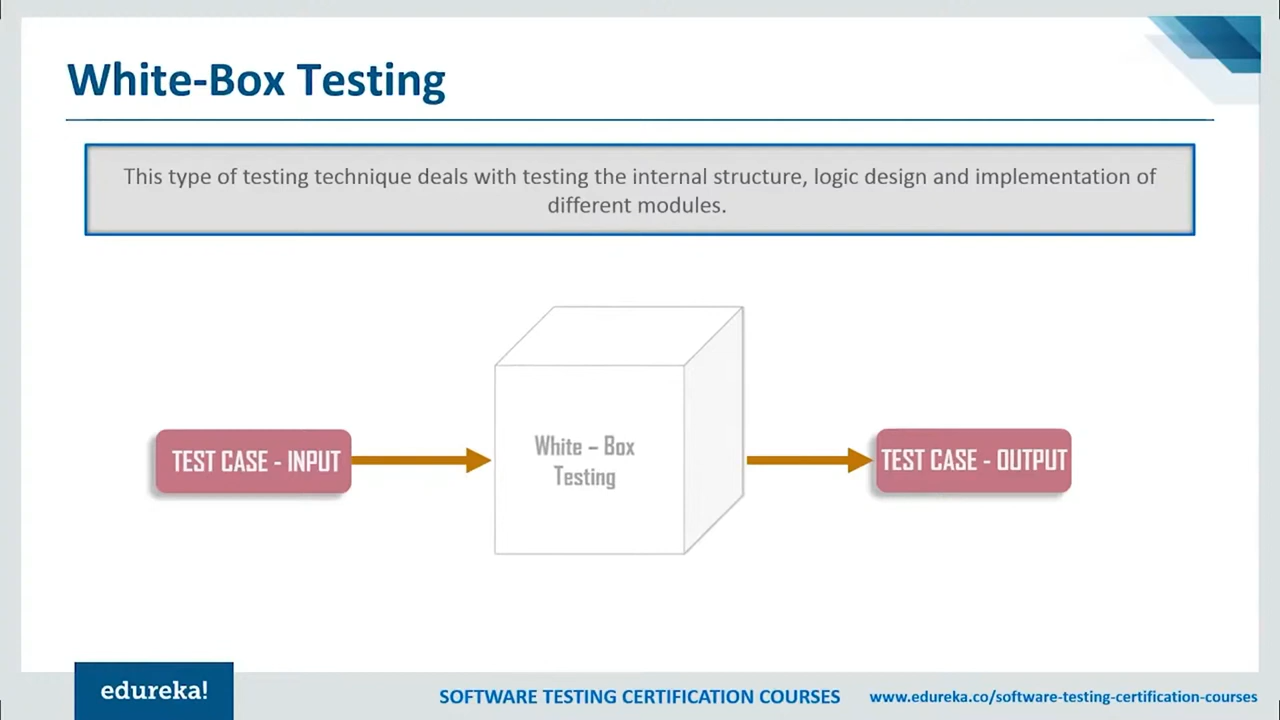 White-Box Testing
This type of testing technique deals with testing the internal structure, logic design and implementation of
different modules.
TEST CASE - INPUT
White – Box
Testing
TEST CASE - OUTPUT
edureka!
SOFTWARE TESTING CERTIFICATION COURSES
www.edureka.co/software-testing-certification-courses